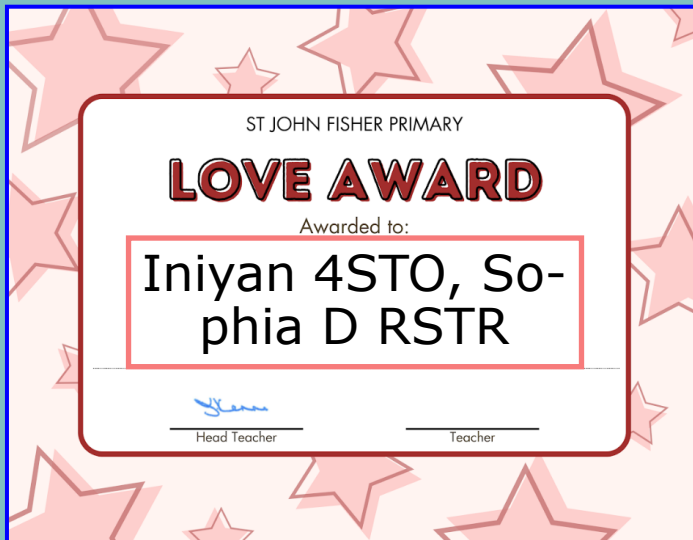 ST JOHN FISHER PRIMARY
LOVE AWARD
Awarded to:
Iniyan 4STO, So-
phia D RSTR
Head Teacher
Teacher